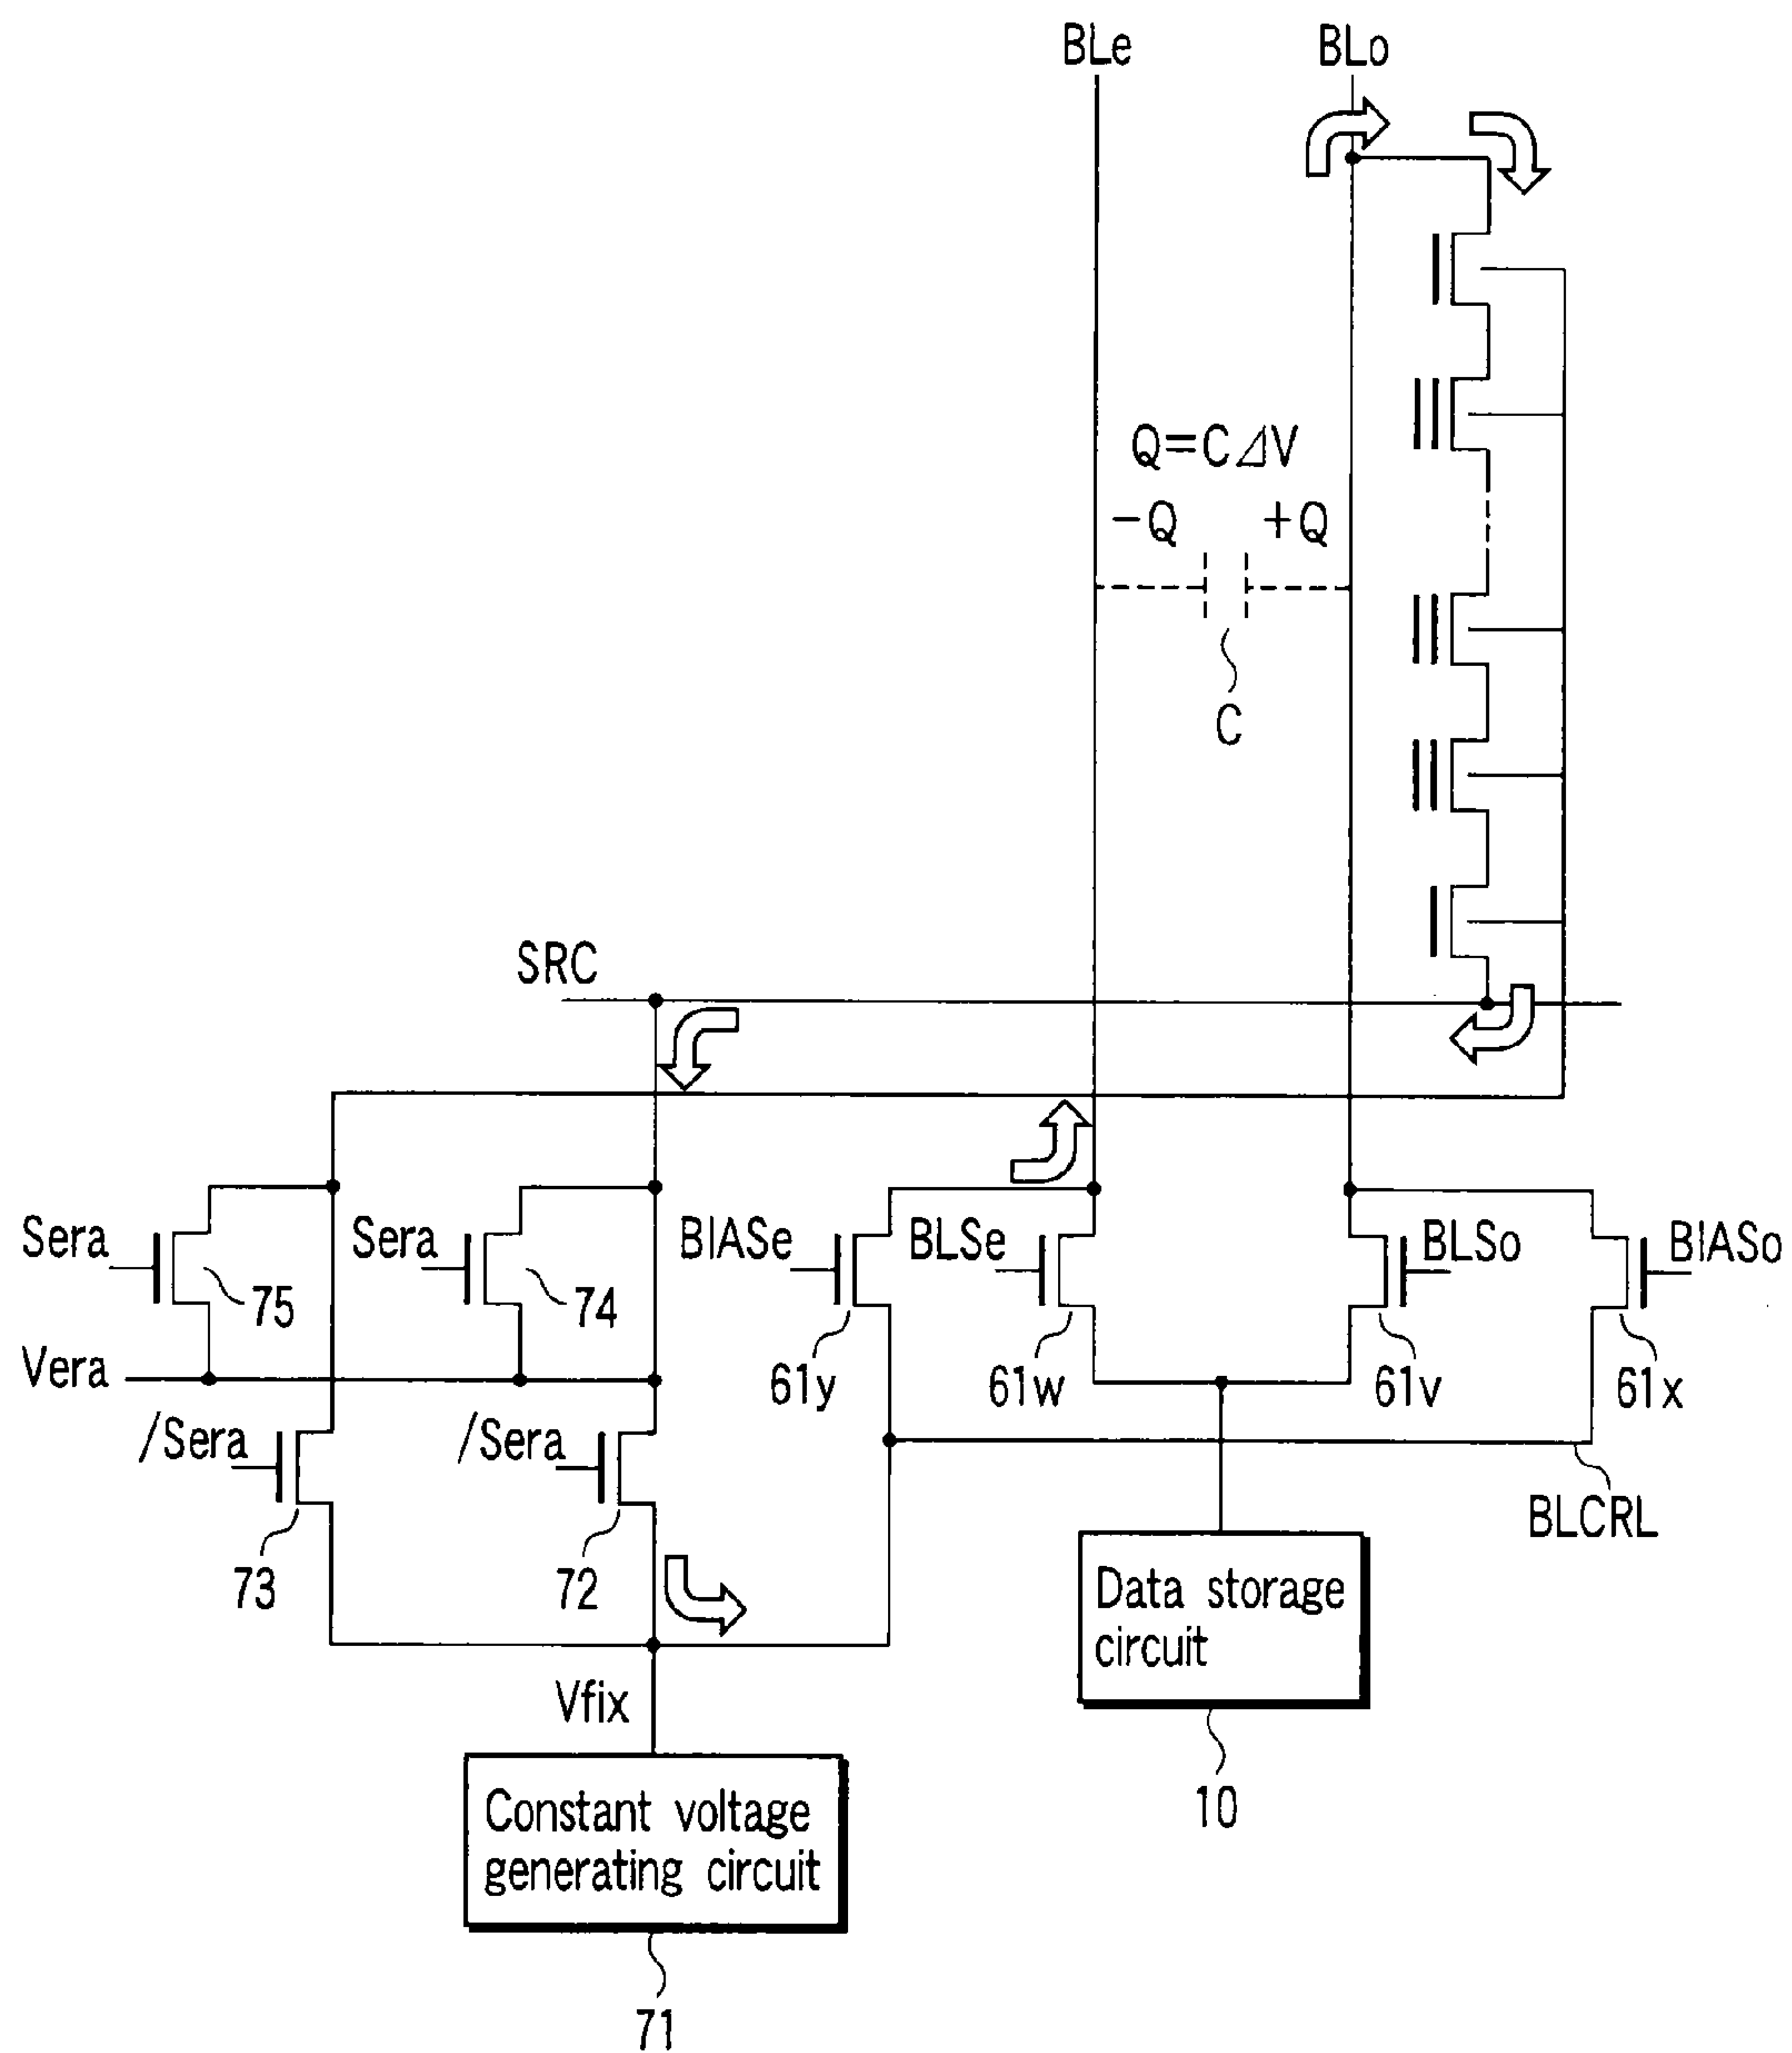 BLe
BLo
Q=C⊿V
-Q
+Q
C
SRC
Sera
75
Sera
74
BIASe
BLSe
BLSo
BIASo
Vera
61y
61w
61v
61x
/Sera
/Sera
BLCRL
73
72
Data storage
circuit
Vfix
10
Constant voltage
generating circuit
71